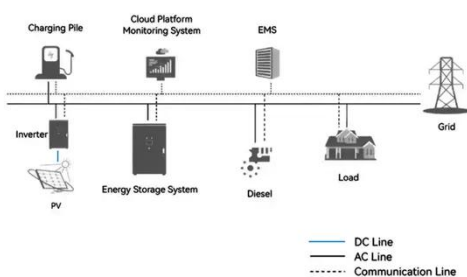 Cloud Platform
Monitoring System
Charging Pile
EMS
Grid
Inverter
Energy Storage System
Diesel
Load
PV
DC Line
AC Line
Communication Line